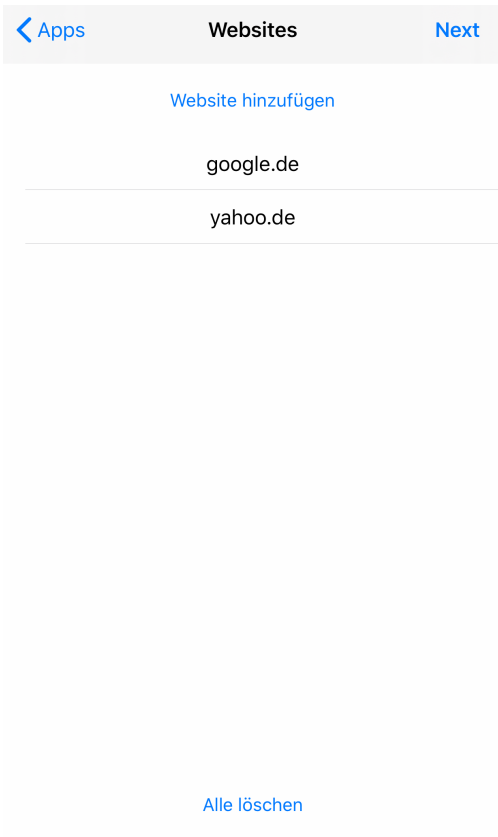 Apps Websites Next
Website hinzufügen
google.de
yahoo.de
Alle löschen